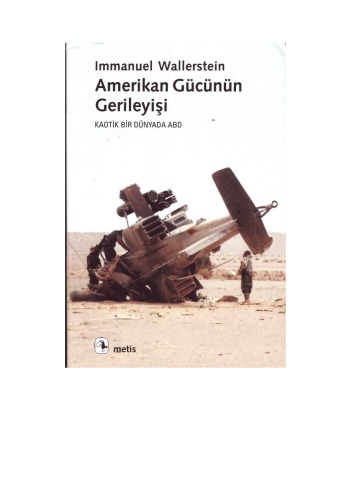 Immanuel Wallerstein
Amerikan Gücünün
Gerileyişi
KAOTİK BİR DÜNYADA ABD
metis